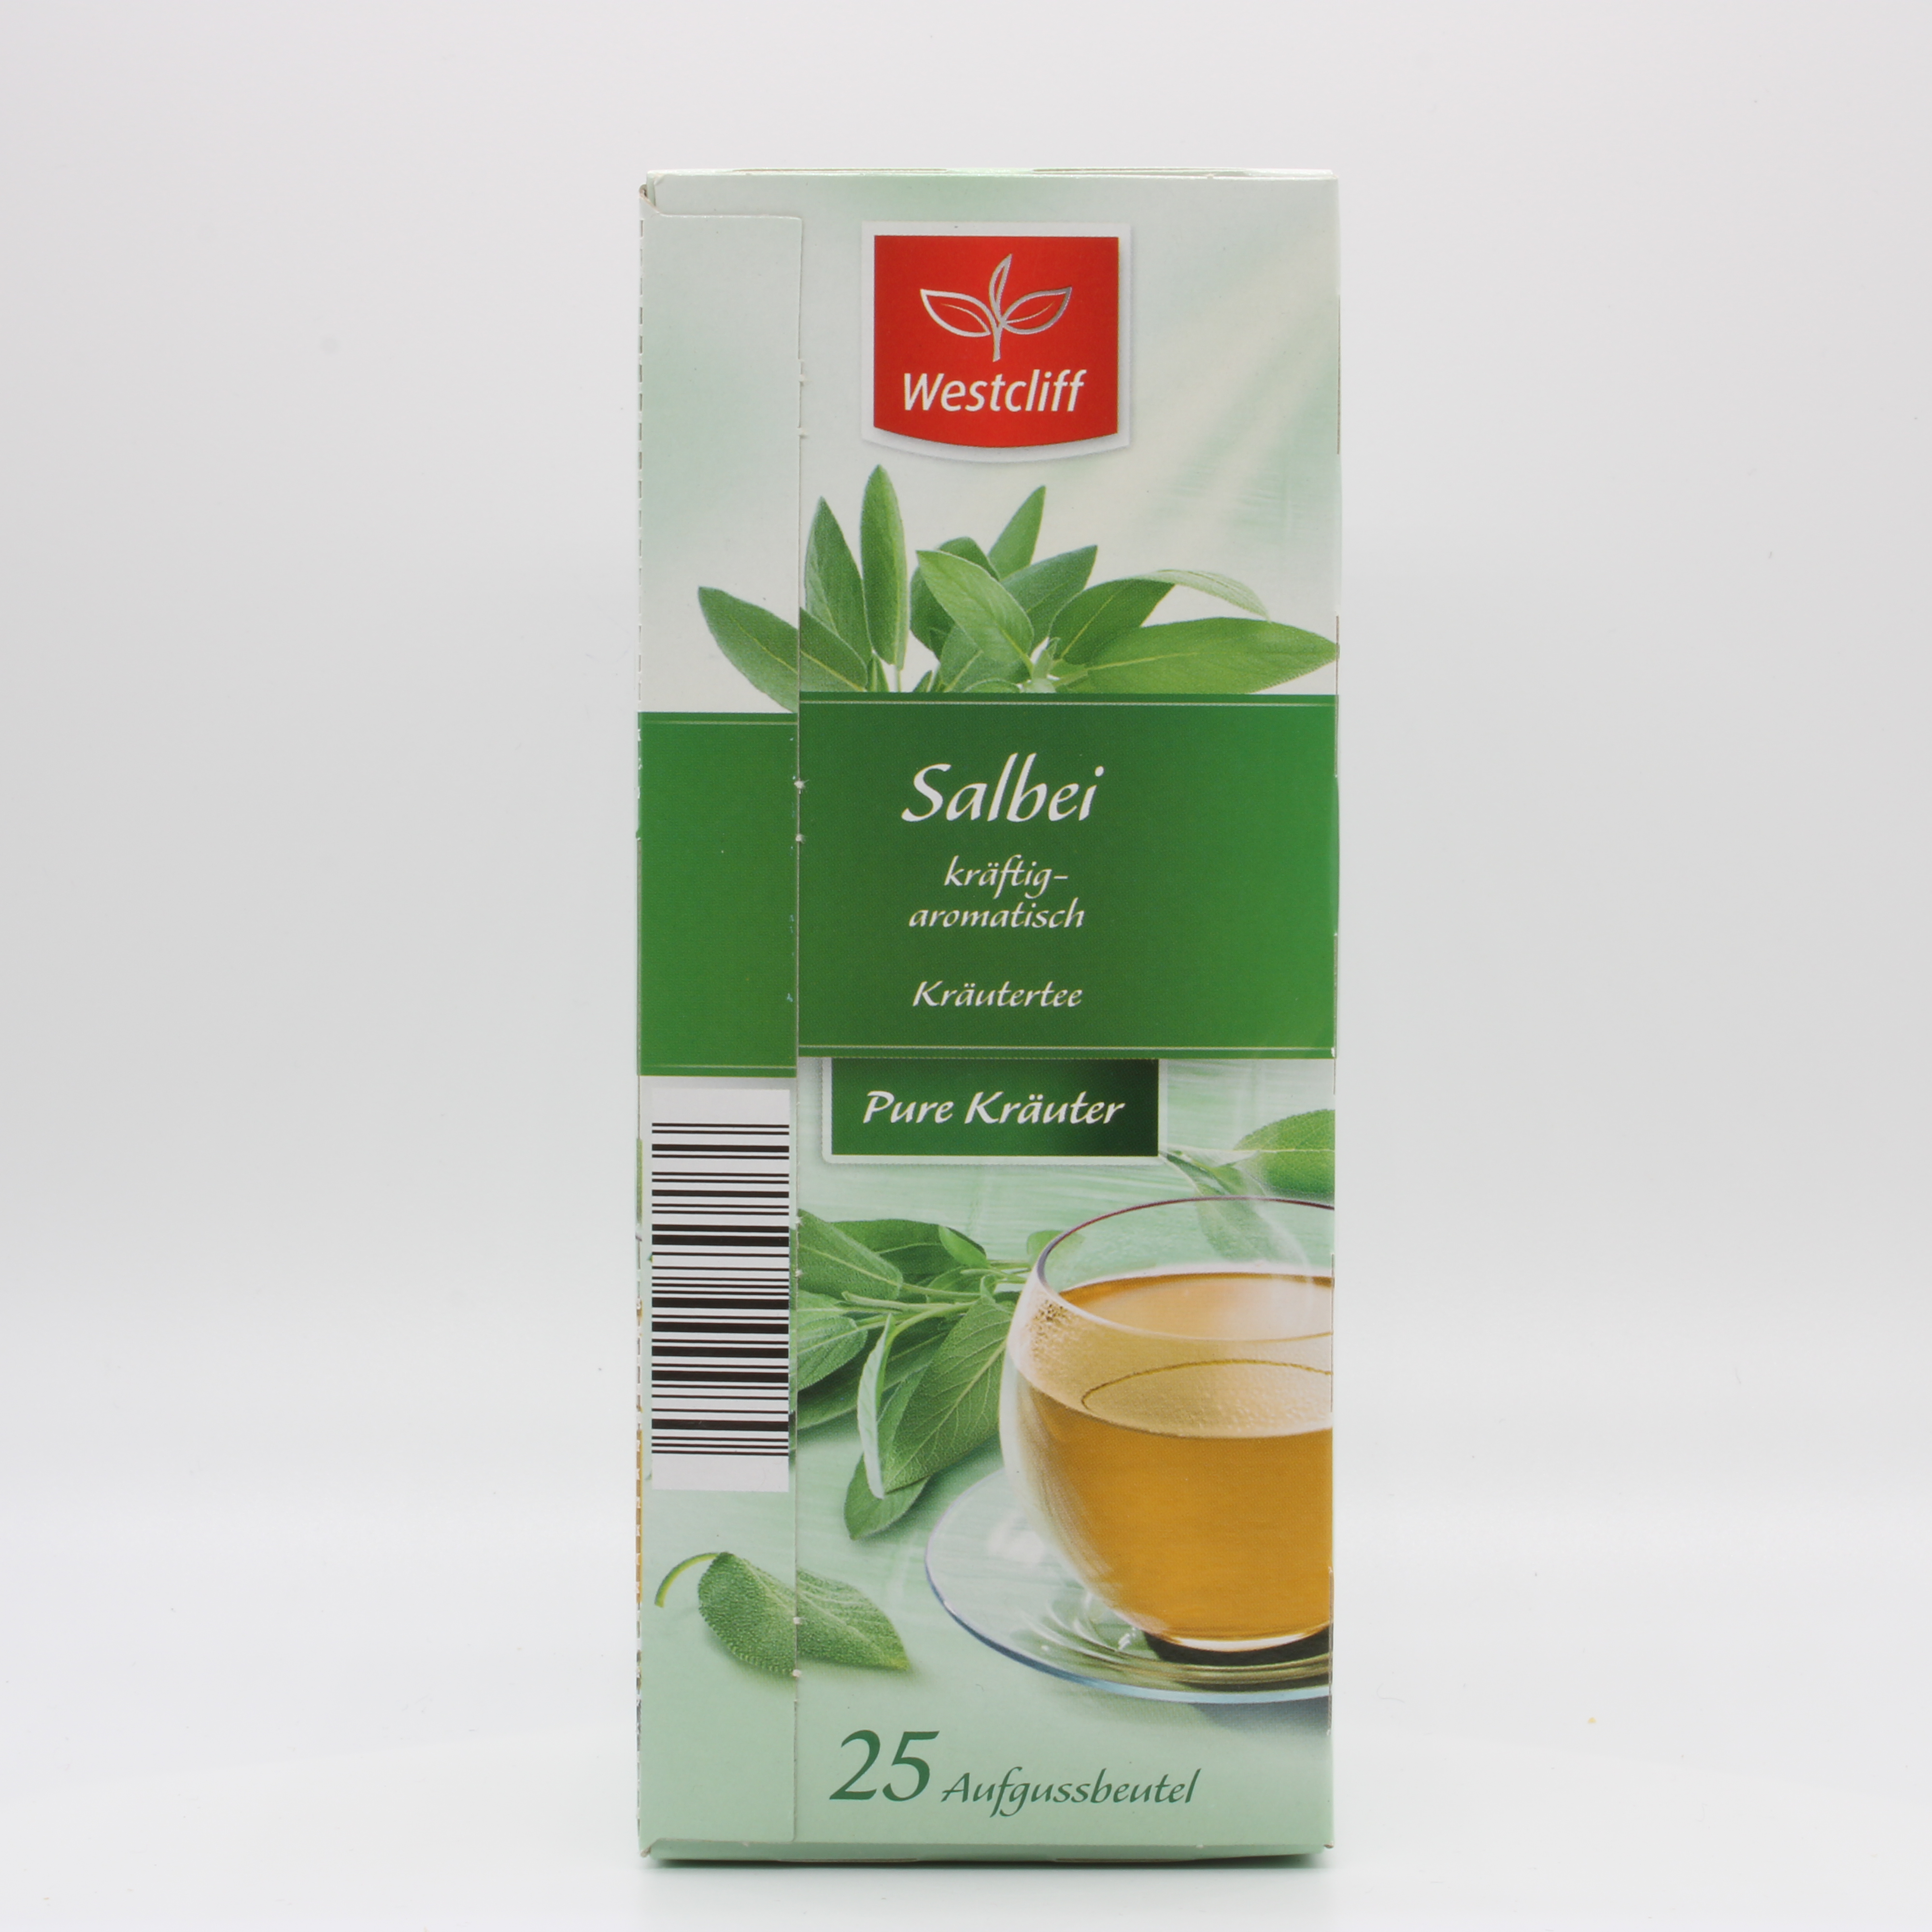 Westcliff
Salbei
kräftig-
aromatisch
Kräutertee
Pure Kräuter
25 Aufgussbeutel